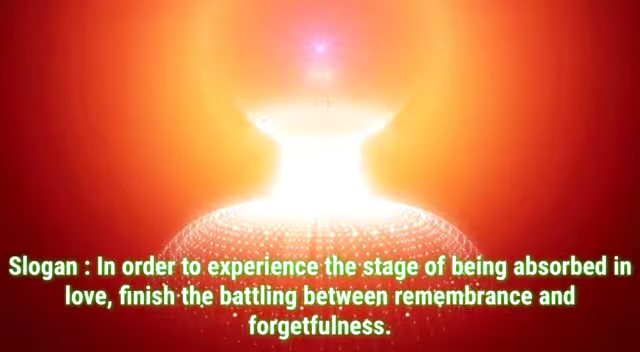 Slogan : In order to experience the stage of being absorbed in
love, finish the battling between remembrance and
forgetfulness.